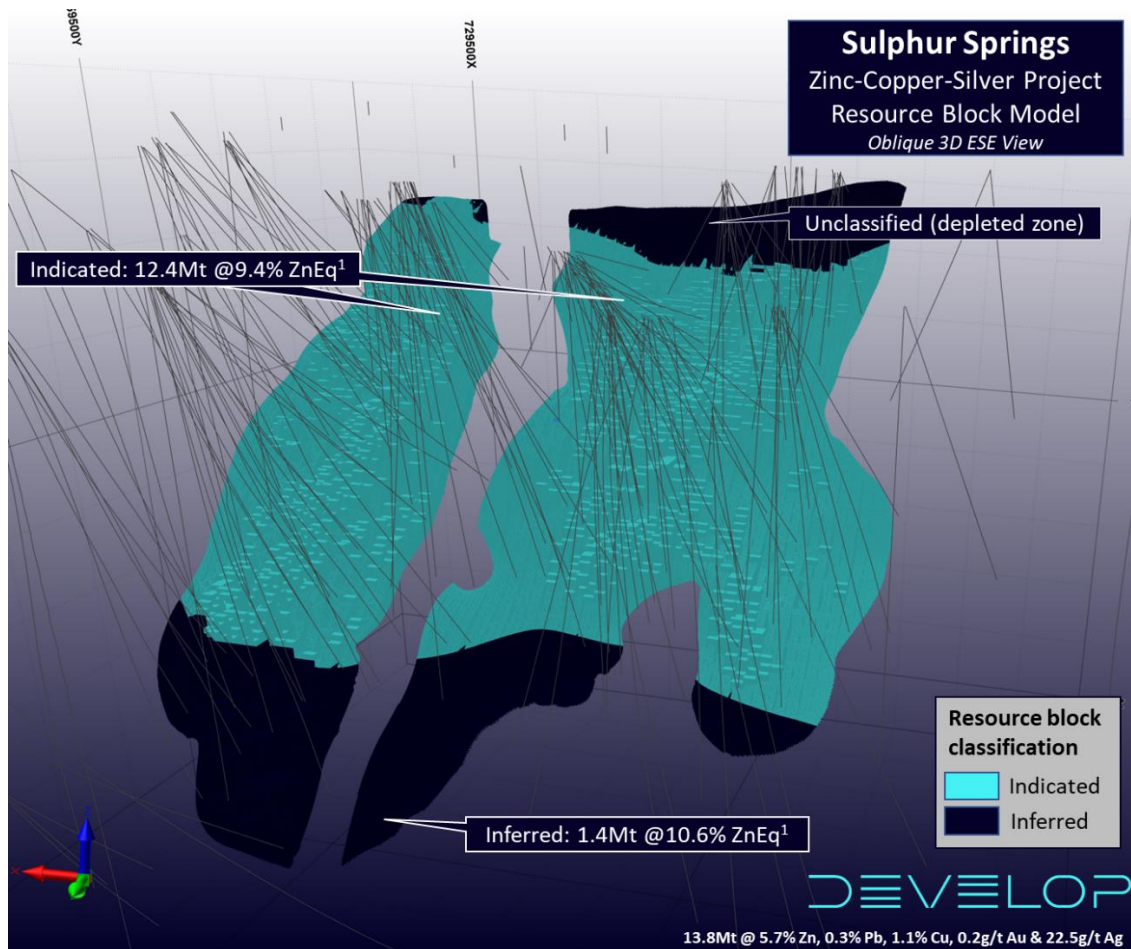 59500Y
729500X
Sulphur Springs
Zinc-Copper-Silver Project
Resource Block Model
Oblique 3D ESE View
Unclassified (depleted zone)
Indicated: 12.4Mt @9.4% ZnEq¹
Resource block
classification
Indicated
Inferred
Inferred: 1.4Mt @10.6% ZnEq¹
DEVELOP
13.8Mt @ 5.7% Zn, 0.3% Pb, 1.1% Cu, 0.2g/t Au & 22.5g/t Ag